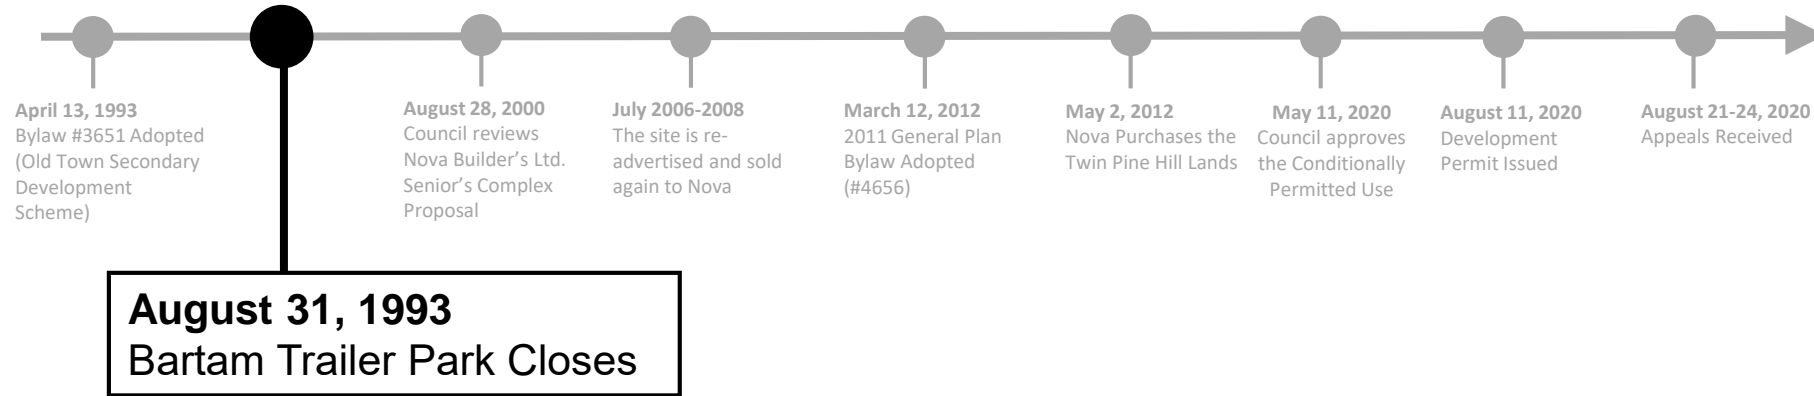 April 13, 1993
Bylaw #3651 Adopted
(Old Town Secondary
Development
Scheme)
August 31, 1993
Bartam Trailer Park Closes
August 28, 2000
Council reviews
Nova Builder's Ltd.
Senior's Complex
Proposal
July 2006-2008
The site is re-
advertised and sold
again to Nova
March 12, 2012
2011 General Plan
Bylaw Adopted
(#4656)
May 2, 2012
Nova Purchases the
Twin Pine Hill Lands
May 11, 2020
Council approves
the Conditionally
Permitted Use
August 11, 2020
Development
Permit Issued
August 21-24, 2020
Appeals Received